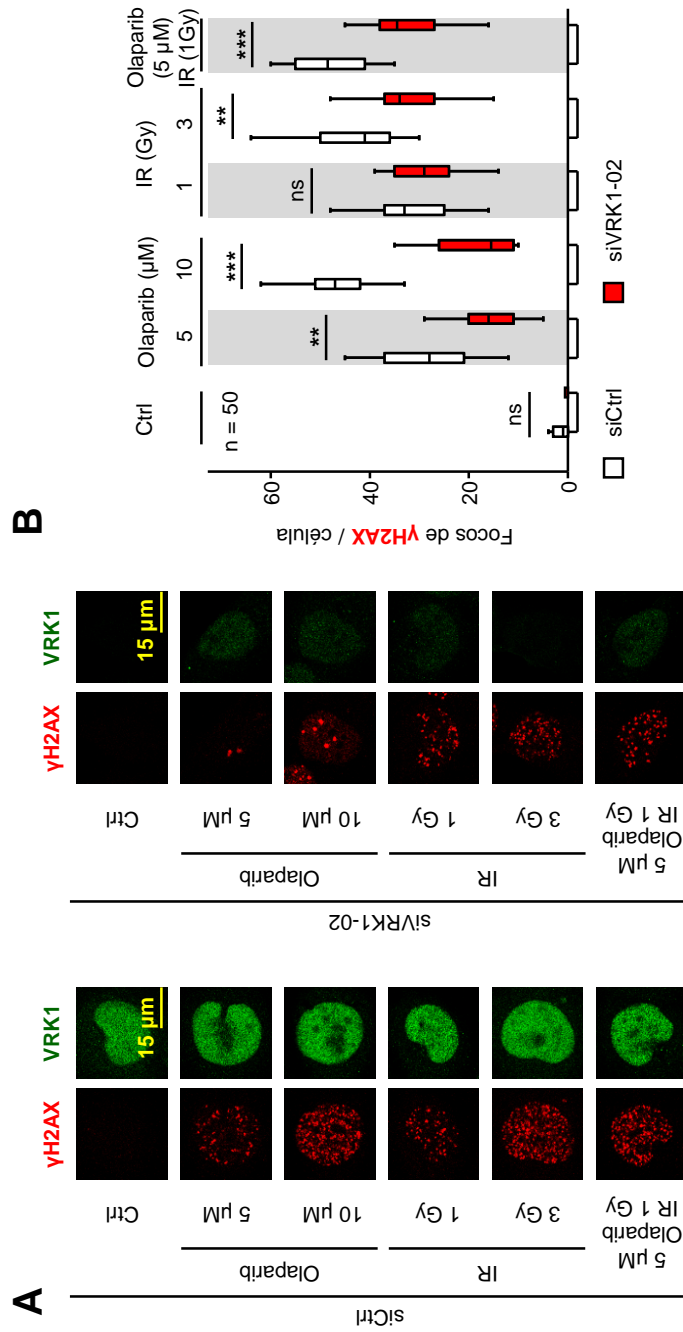 A
γH2AX
VRK1
siCtrl
Ctrl
15 μm
Olaparib
5 μM
10 μM
IR
1 Gy
3 Gy
5 μM
Olaparib
IR 1 Gy
γH2AX
VRK1
siVRK1-02
Ctrl
15 μm
Olaparib
5 μM
10 μM
IR
1 Gy
3 Gy
5 μM
Olaparib
IR 1 Gy
B
Ctrl
Olaparib (μM)
5
10
IR (Gy)
1
3
Olaparib
(5 μM)
IR (1Gy)
n = 50
ns
**
***
ns
**
***
Focos de γH2AX / célula
60
40
20
0
siCtrl
siVRK1-02